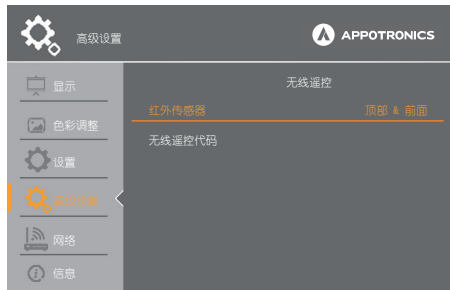 高级设置
APPOTRONICS
显示
色彩调整
设置
网络
信息
无线遥控
红外传感器 顶部 & 前面
无线遥控代码